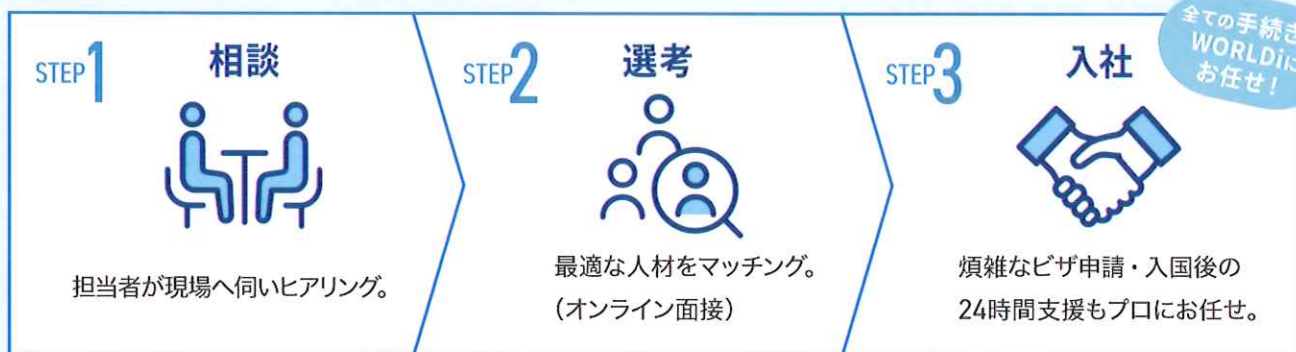 STEP1 相談
担当者が現場へ伺いヒアリング。
STEP2 選考
最適な人材をマッチング。
(オンライン面接)
STEP3 入社
煩雑なビザ申請・入国後の
24時間支援もプロにお任せ。
全ての手続き
WORLDiに
お任せ!